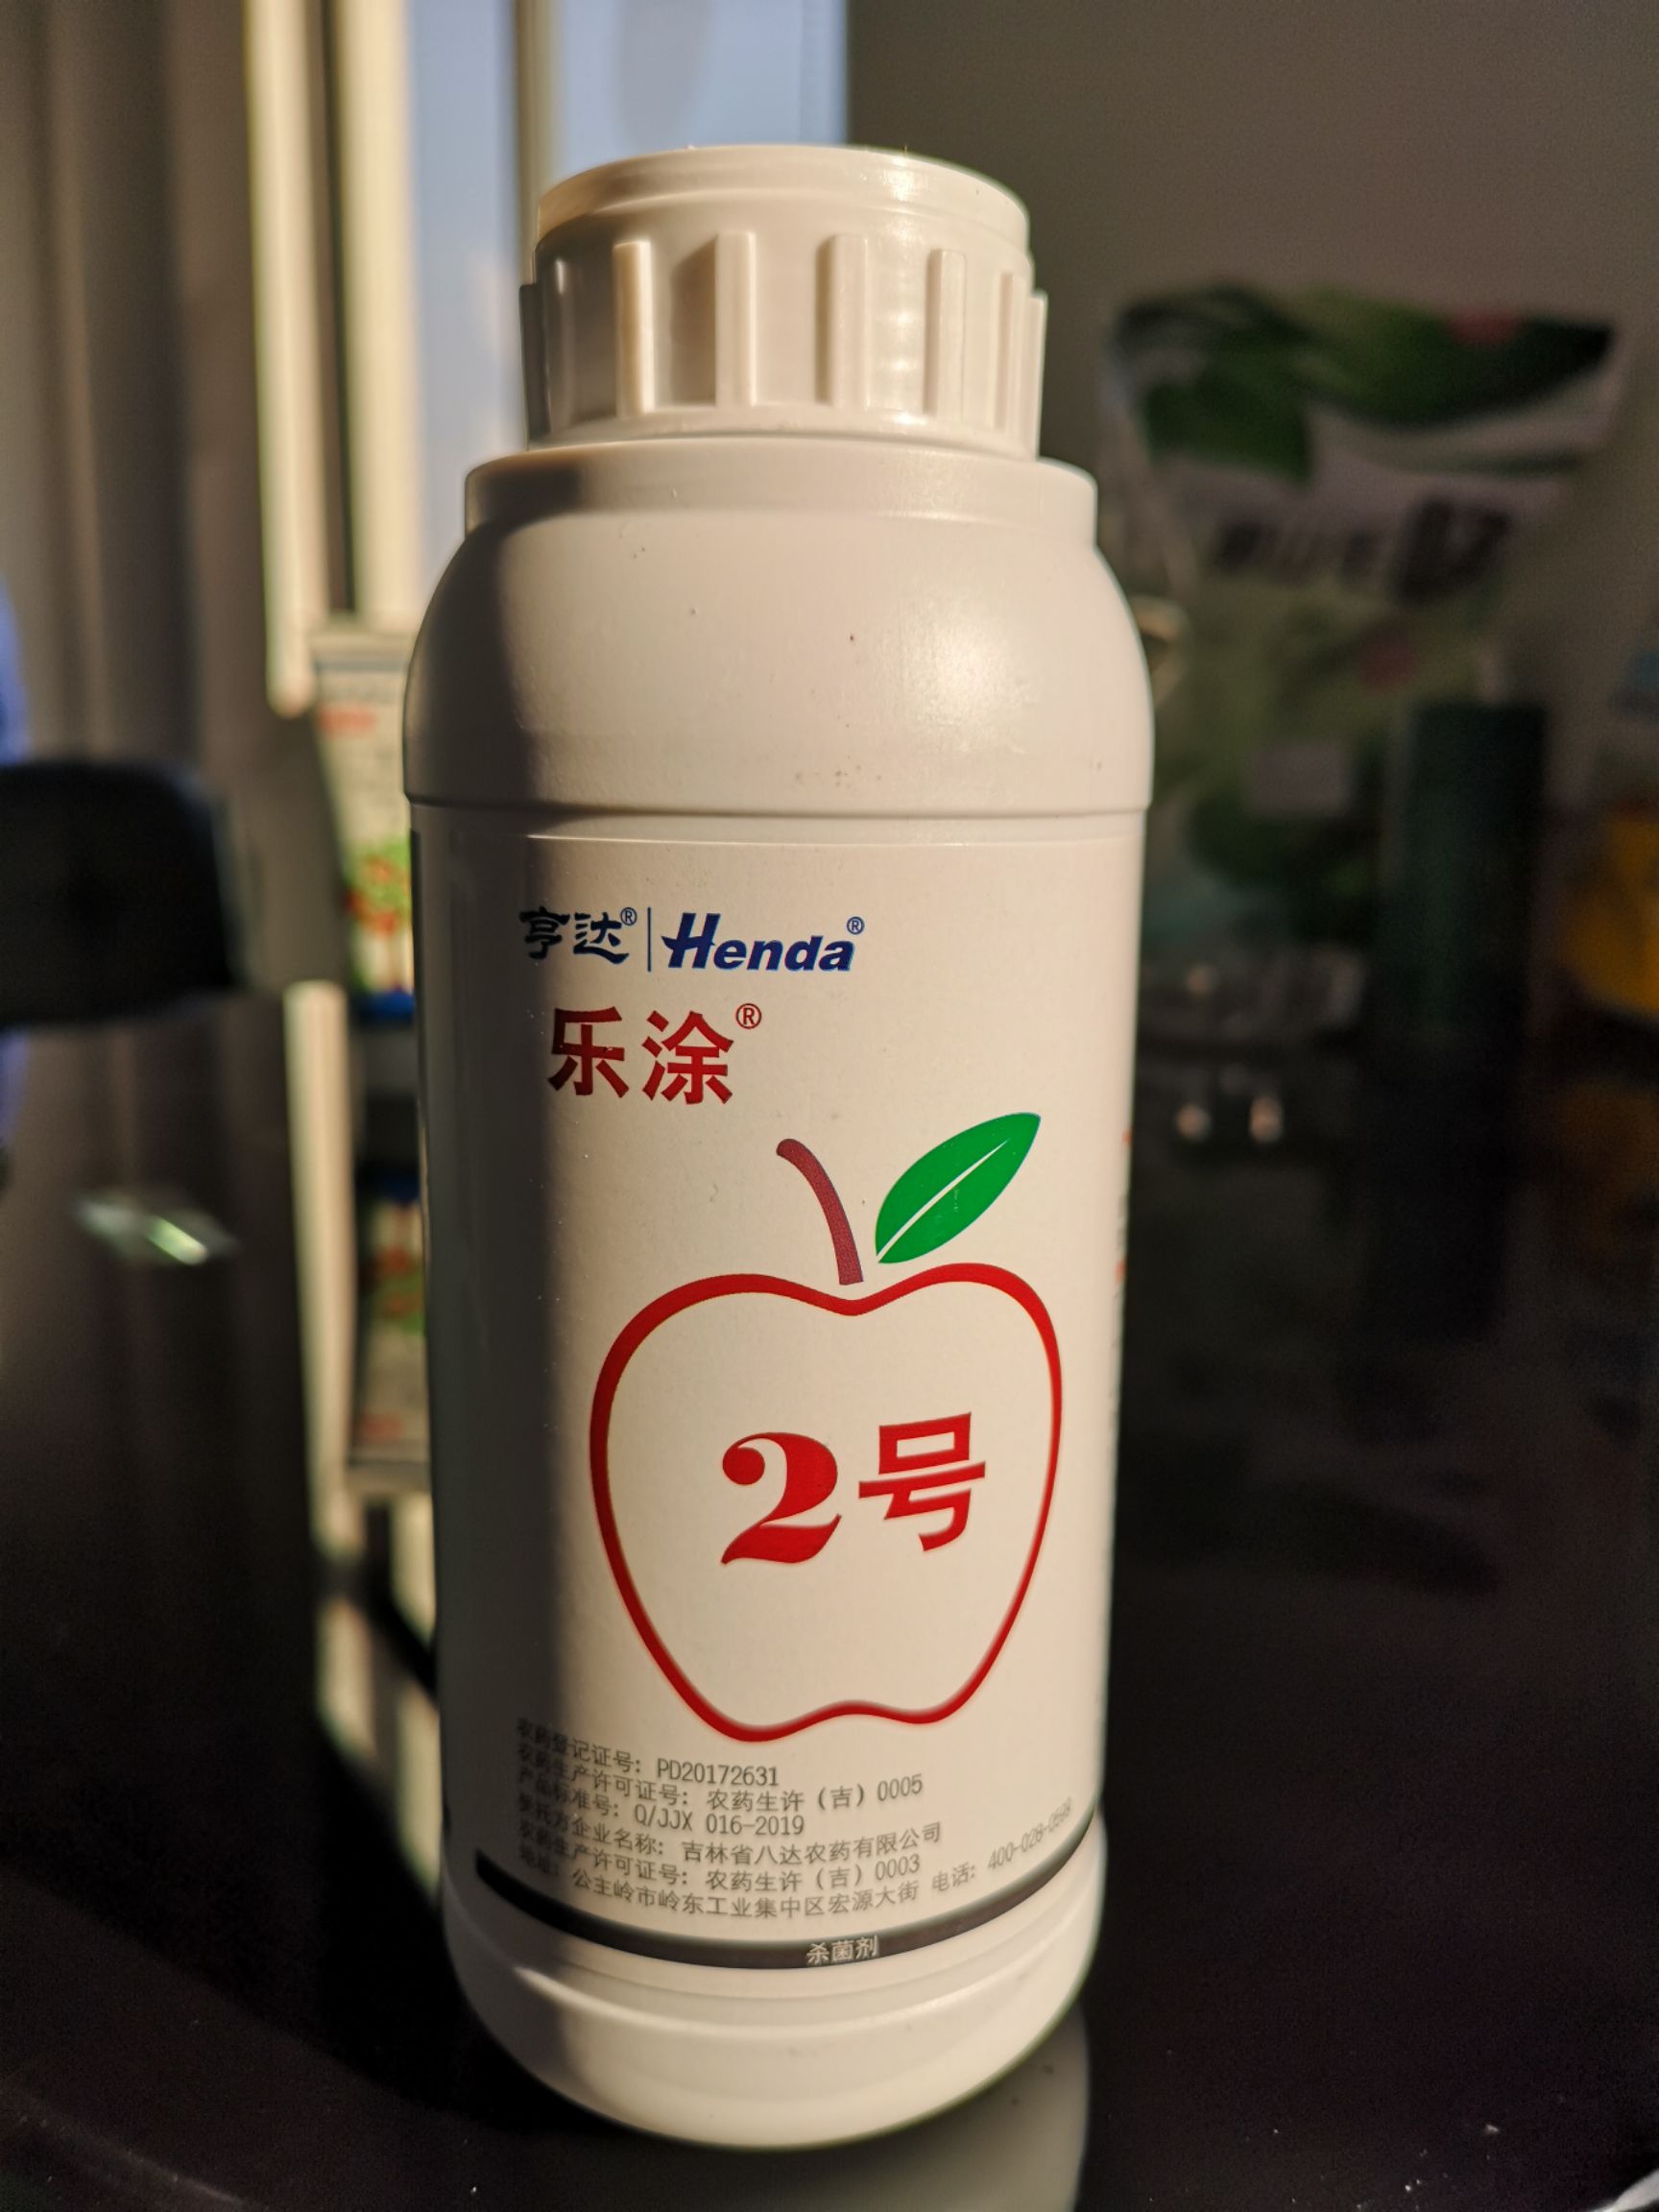 亨达® | Henda®
乐涂®
2号
农药登记证号：PD20172631
农药生产许可证号：农药生许（吉）0005
产品标准号：Q/JJX 016-2019
委托方企业名称：吉林省八达农药有限公司
农药生产许可证号：农药生许（吉）0003
地址：公主岭市岭东工业集中区宏源大街 电话：400-028-0598
杀菌剂